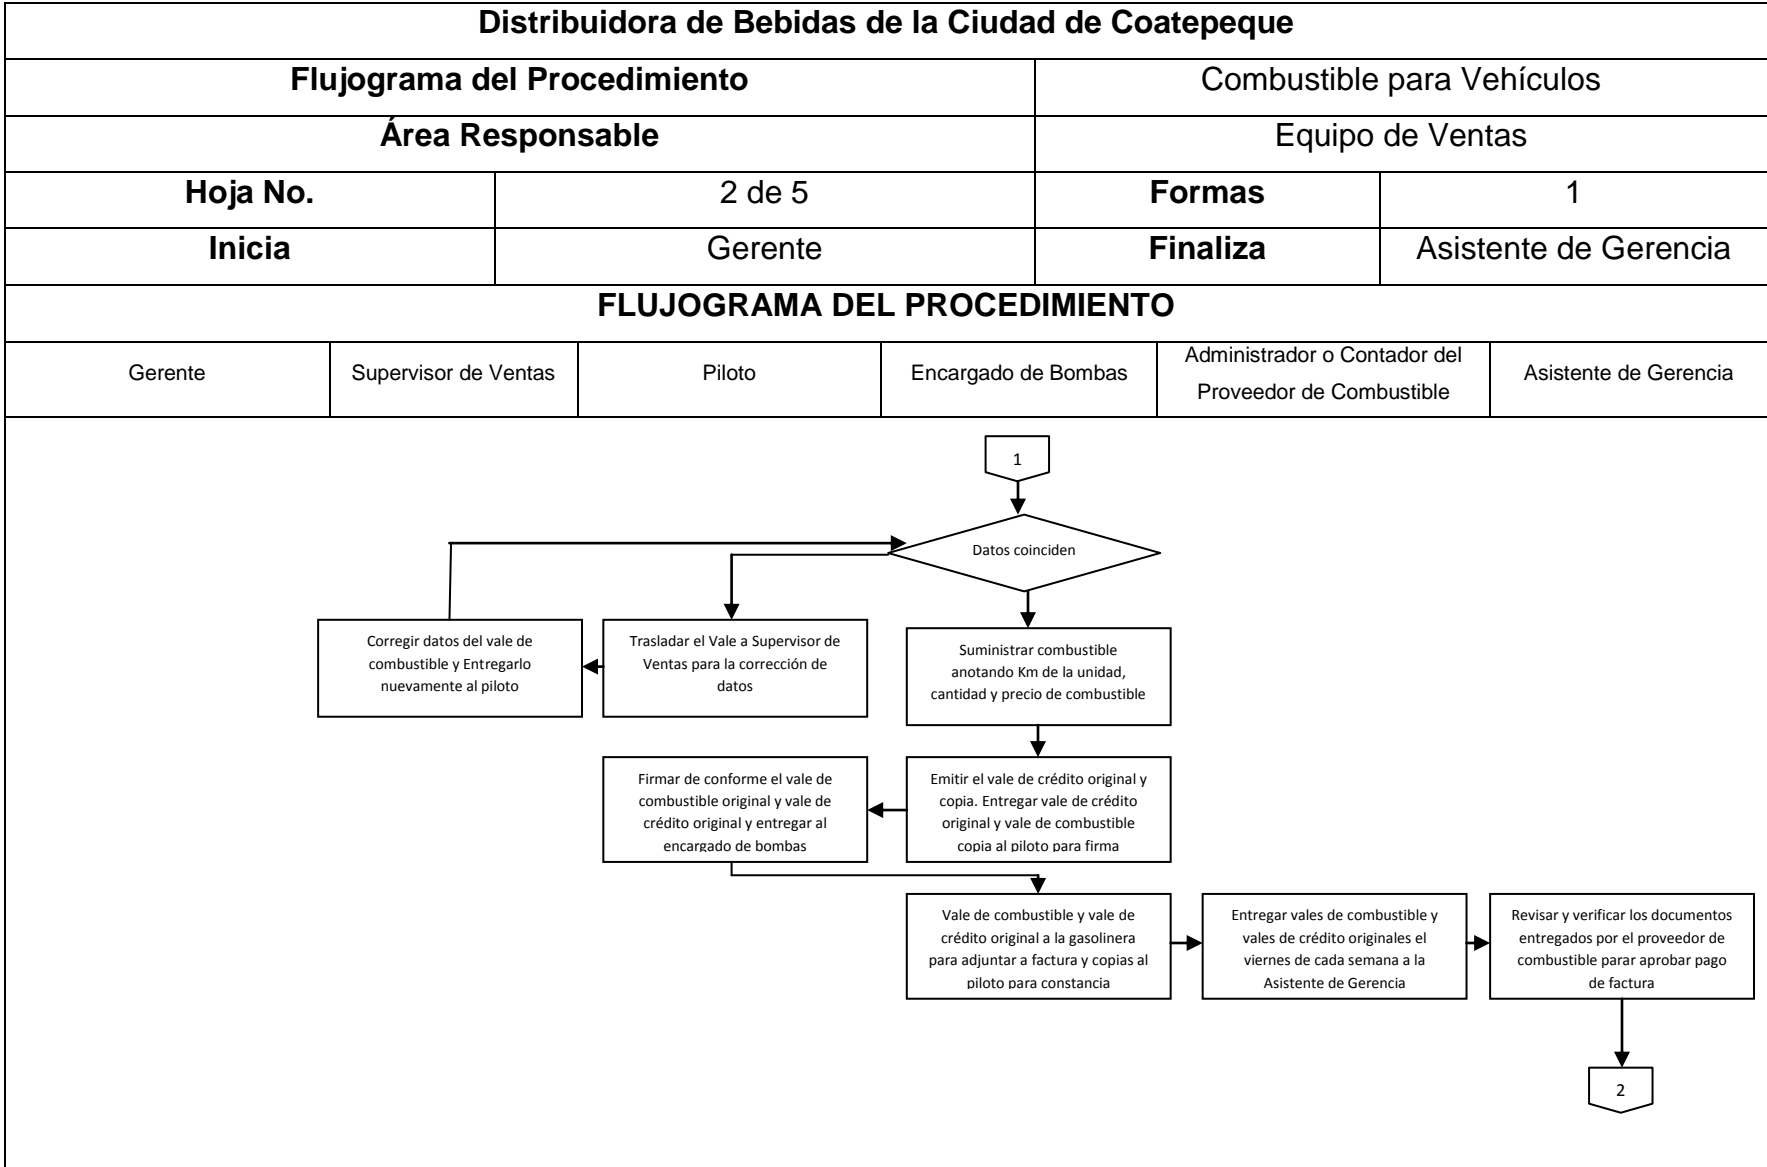 Distribuidora de Bebidas de la Ciudad de Coatepeque
Flujograma del Procedimiento
Combustible para Vehículos
Área Responsable
Equipo de Ventas
Hoja No.
2 de 5
Formas
1
Inicia
Gerente
Finaliza
Asistente de Gerencia
FLUJOGRAMA DEL PROCEDIMIENTO
Gerente
Supervisor de Ventas
Piloto
Encargado de Bombas
Administrador o Contador del
Proveedor de Combustible
Asistente de Gerencia
1
Datos coinciden
Corregir datos del vale de
combustible y Entregarlo
nuevamente al piloto
Trasladar el Vale a Supervisor de
Ventas para la corrección de
datos
Suministrar combustible
anotando Km de la unidad,
cantidad y precio de combustible
Firmar de conforme el vale de
combustible original y vale de
crédito original y entregar al
encargado de bombas
Emitir el vale de crédito original y
copia. Entregar vale de crédito
original y vale de combustible
copia al piloto para firma
Vale de combustible y vale de
crédito original a la gasolinera
para adjuntar a factura y copias al
piloto para constancia
Entregar vales de combustible y
vales de crédito originales el
viernes de cada semana a la
Asistente de Gerencia
Revisar y verificar los documentos
entregados por el proveedor de
combustible parar aprobar pago
de factura
2